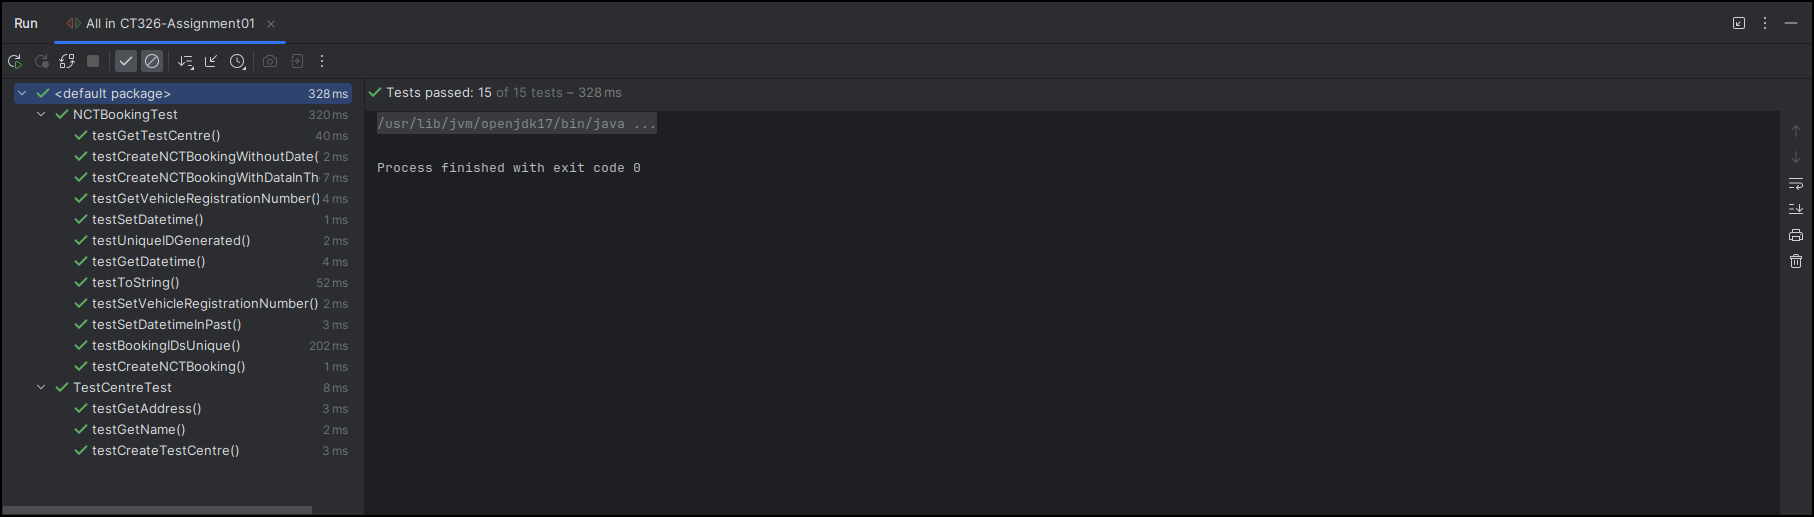 Run All in CT326-Assignment01
<default package> 328 ms
NCTBookingTest 320 ms
testGetTestCentre() 40 ms
testCreateNCTBookingWithoutDate( 2 ms
testCreateNCTBookingWithDataInTh 7 ms
testGetVehicleRegistrationNumber() 4 ms
testSetDatetime() 1 ms
testUniqueIDGenerated() 2 ms
testGetDatetime() 4 ms
testToString() 52 ms
testSetVehicleRegistrationNumber() 2 ms
testSetDatetimeInPast() 3 ms
testBookingIDsUnique() 202 ms
testCreateNCTBooking() 1 ms
TestCentreTest 8 ms
testGetAddress() 3 ms
testGetName() 2 ms
testCreateTestCentre() 3 ms
Tests passed: 15 of 15 tests – 328 ms
/usr/lib/jvm/openjdk17/bin/java ...
Process finished with exit code 0